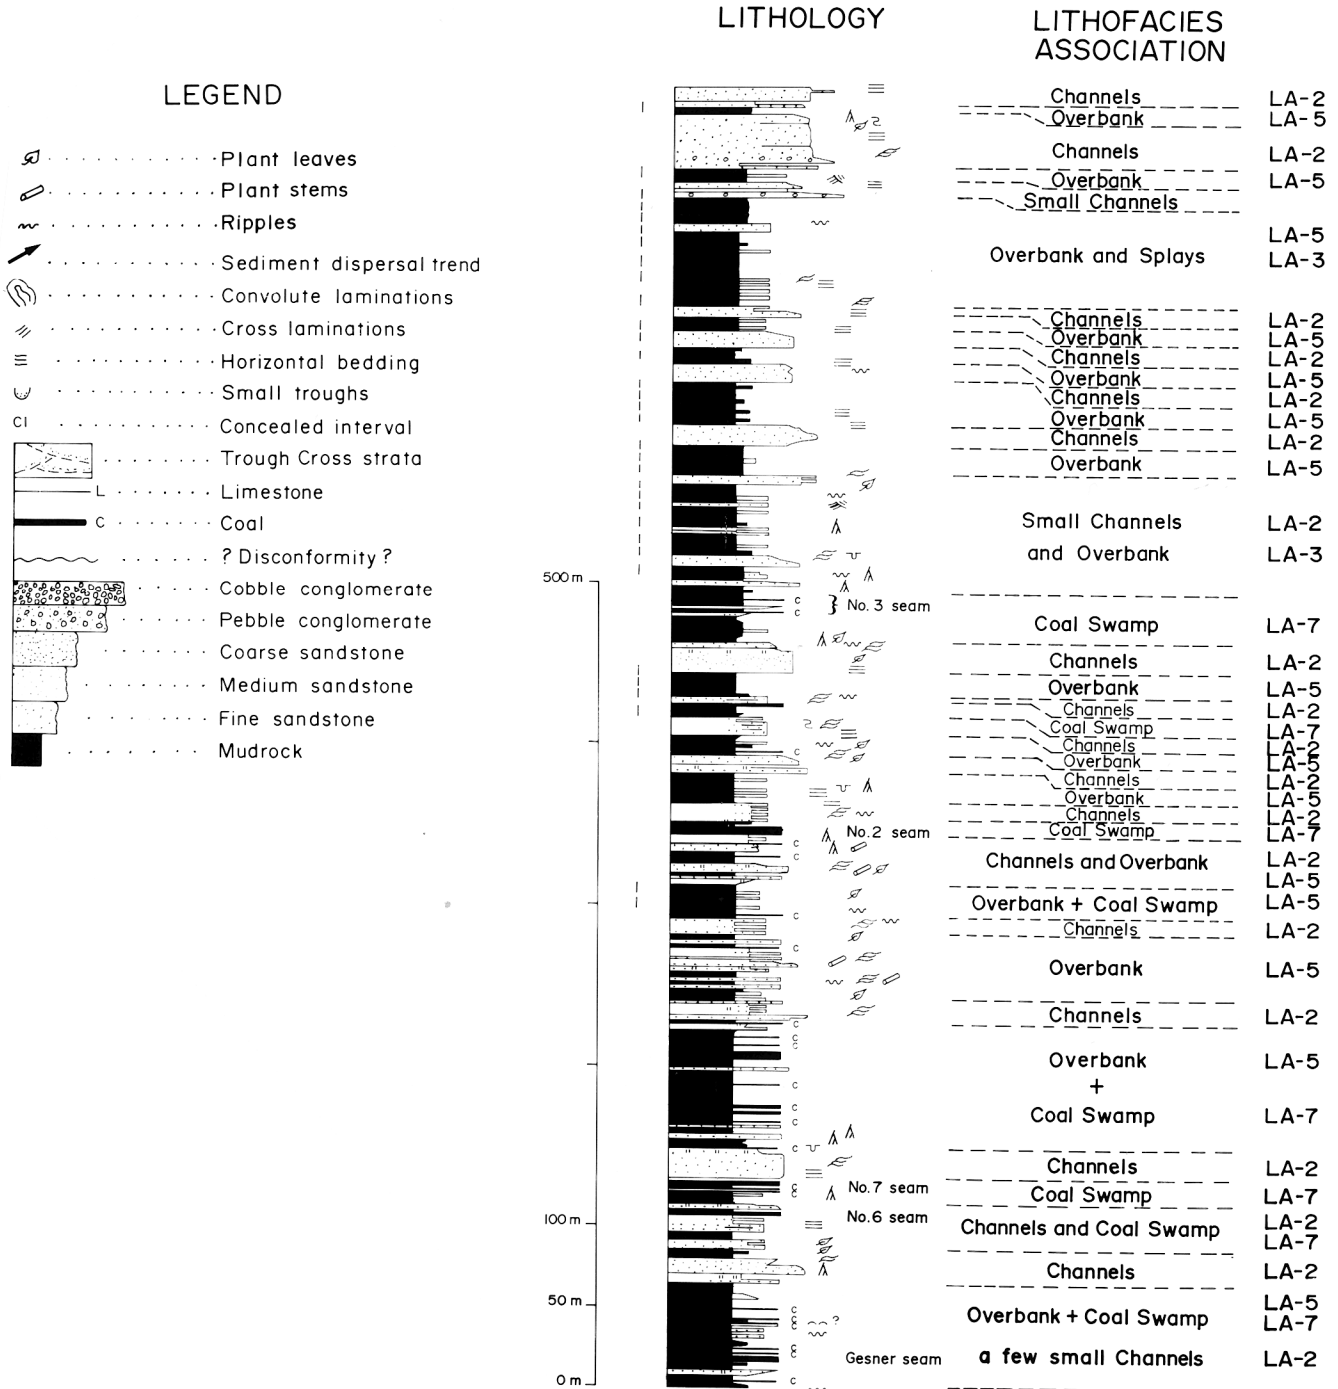 LITHOLOGY
LITHOFACIES
ASSOCIATION
LEGEND
Plant leaves
Plant stems
Ripples
Sediment dispersal trend
Convolute laminations
Cross laminations
Horizontal bedding
Small troughs
CI Concealed interval
Trough Cross strata
L Limestone
C Coal
? Disconformity ?
Cobble conglomerate
Pebble conglomerate
Coarse sandstone
Medium sandstone
Fine sandstone
Mudrock
500 m
100 m
50 m
0 m
c
} No. 3 seam
c
c
No. 2 seam
c
c
c
c
c
c
c
c
c
c
c
c
No. 7 seam
c
c
No. 6 seam
c
c
c
c
?
c
c
Gesner seam
c
Channels LA-2
Overbank LA-5
Channels LA-2
Overbank LA-5
Small Channels
LA-5
Overbank and Splays LA-3
Channels LA-2
Overbank LA-5
Channels LA-2
Overbank LA-5
Channels LA-2
Overbank LA-5
Channels LA-2
Overbank LA-5
Small Channels LA-2
and Overbank LA-3
Coal Swamp LA-7
Channels LA-2
Overbank LA-5
Channels LA-2
Coal Swamp LA-7
Channels LA-2
Overbank LA-5
Channels LA-2
Overbank LA-5
Channels LA-2
Coal Swamp LA-7
Channels and Overbank LA-2
LA-5
Overbank + Coal Swamp LA-5
Channels LA-2
Overbank LA-5
Channels LA-2
Overbank LA-5
+
Coal Swamp LA-7
Channels LA-2
Coal Swamp LA-7
Channels and Coal Swamp LA-2
LA-7
Channels LA-2
LA-5
Overbank + Coal Swamp LA-7
a few small Channels LA-2